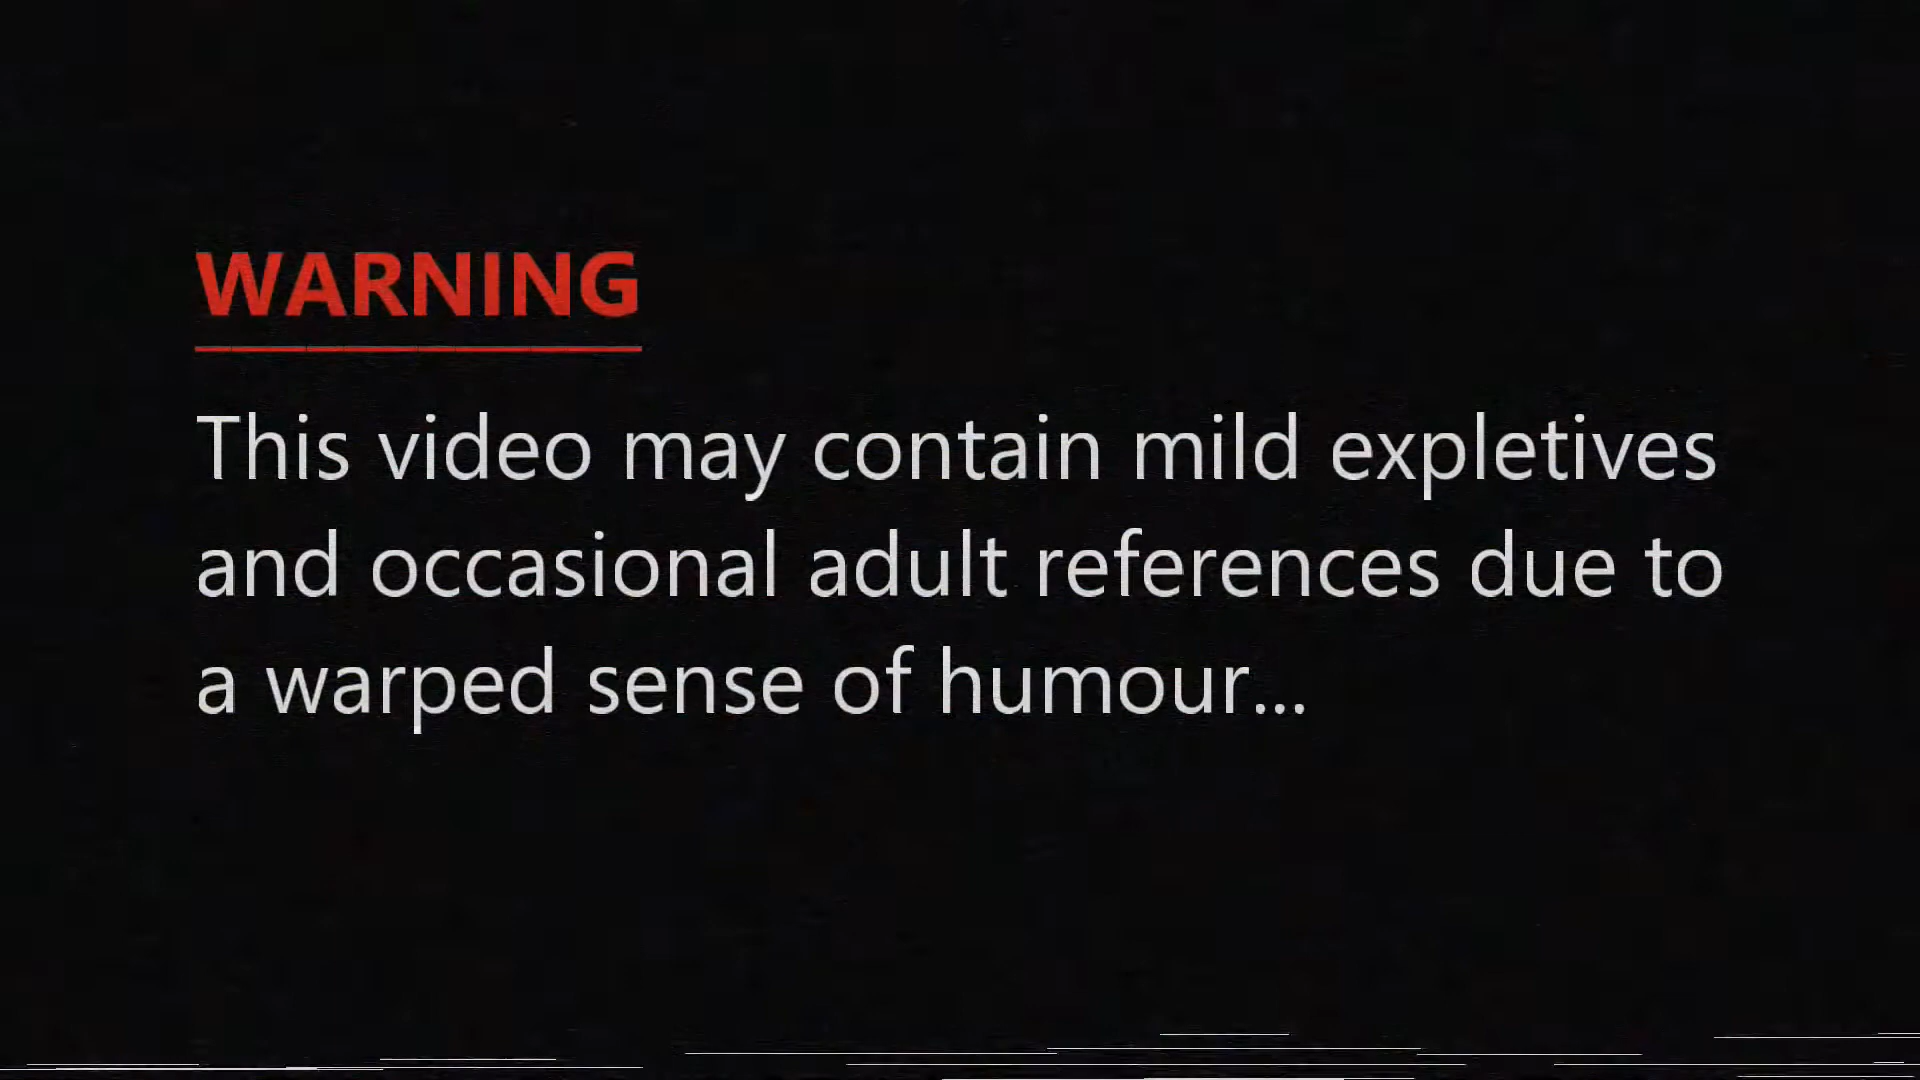 WARNING
This video may contain mild expletives
and occasional adult references due to
a warped sense of humour...